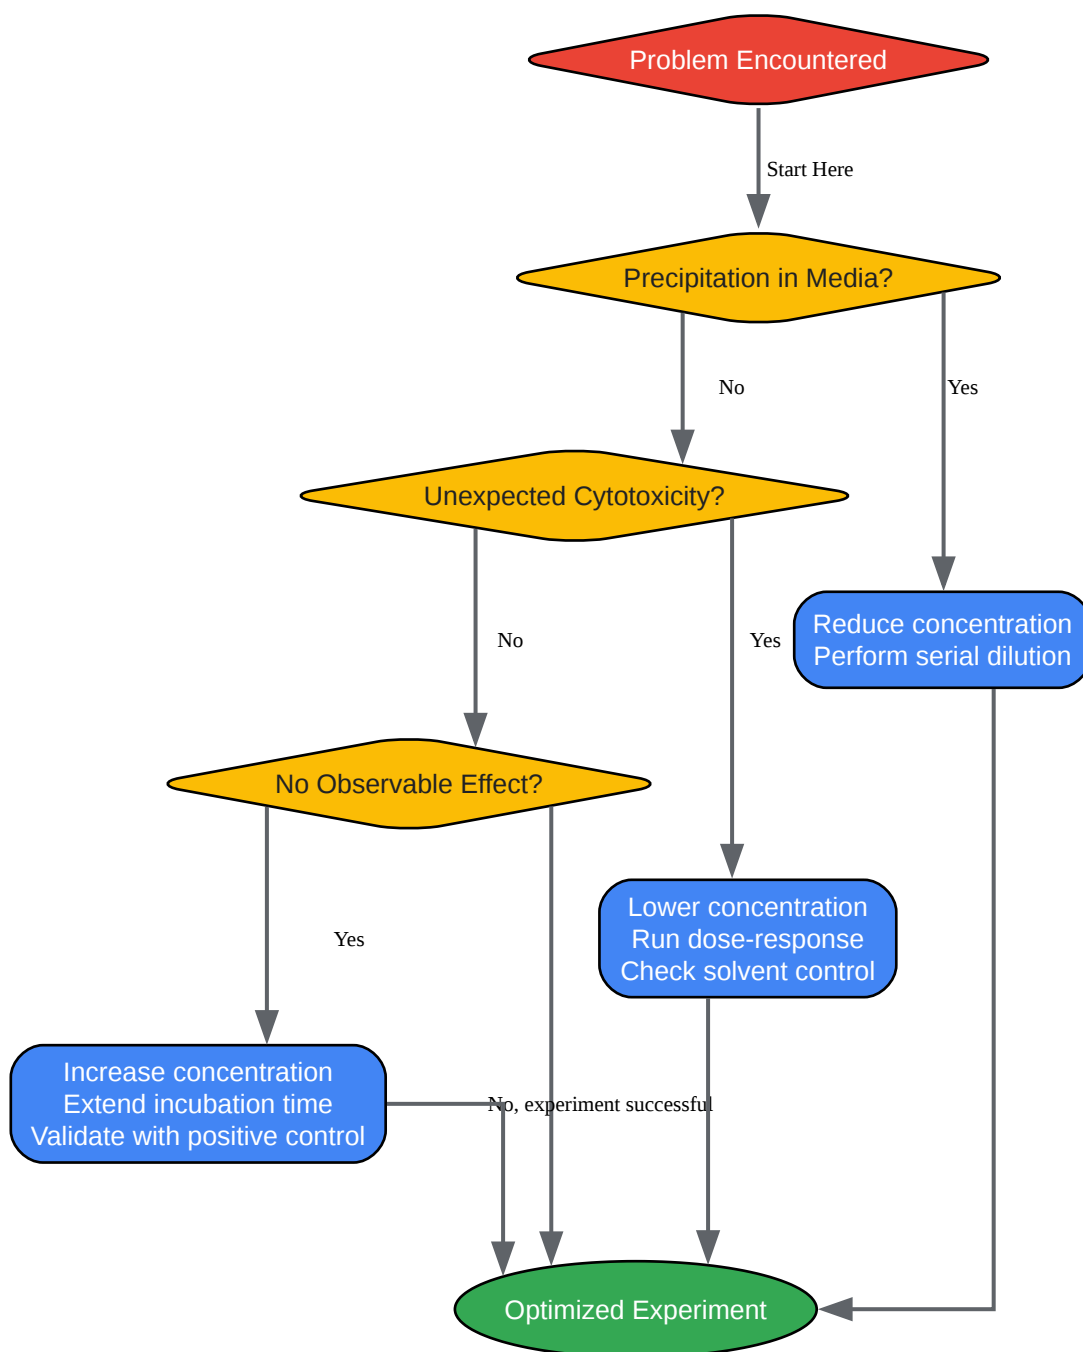 Problem Encountered
Start Here
Precipitation in Media?
No
Yes
Unexpected Cytotoxicity?
No
Yes
Reduce concentration
Perform serial dilution
No Observable Effect?
Yes
Lower concentration
Run dose-response
Check solvent control
Increase concentration
Extend incubation time
Validate with positive control
No, experiment successful
Optimized Experiment